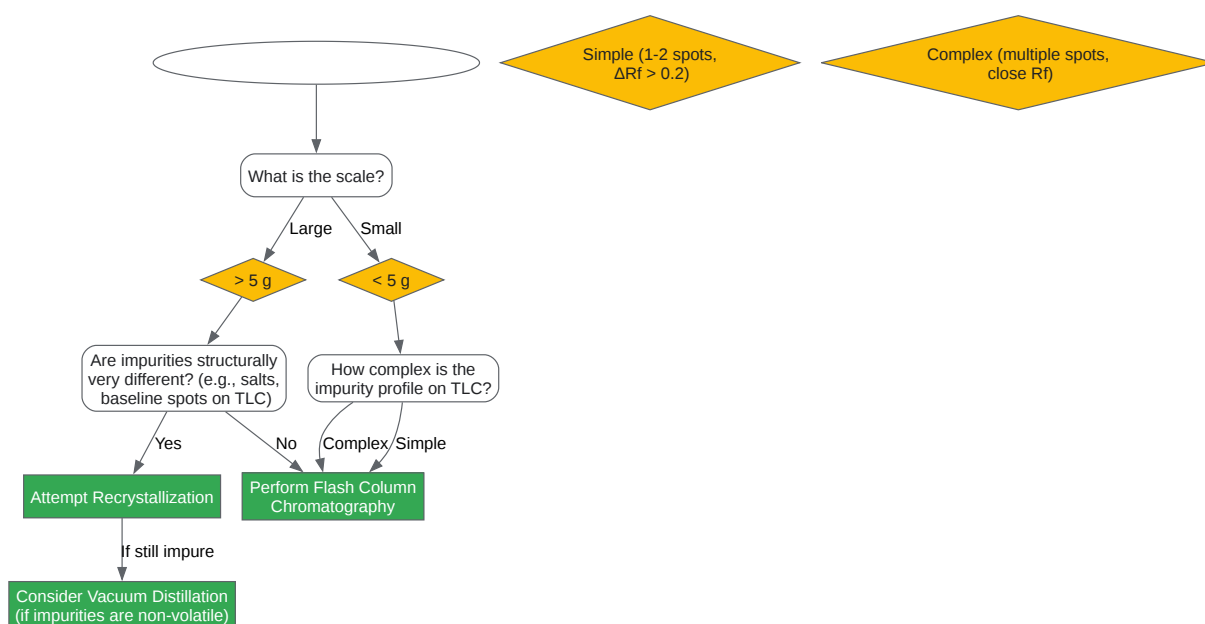 Simple (1-2 spots,
ΔRf > 0.2)
Complex (multiple spots,
close Rf)
What is the scale?
Large
Small
> 5 g
< 5 g
Are impurities structurally
very different? (e.g., salts,
baseline spots on TLC)
How complex is the
impurity profile on TLC?
Yes
No
Complex
Simple
Attempt Recrystallization
Perform Flash Column
Chromatography
If still impure
Consider Vacuum Distillation
(if impurities are non-volatile)